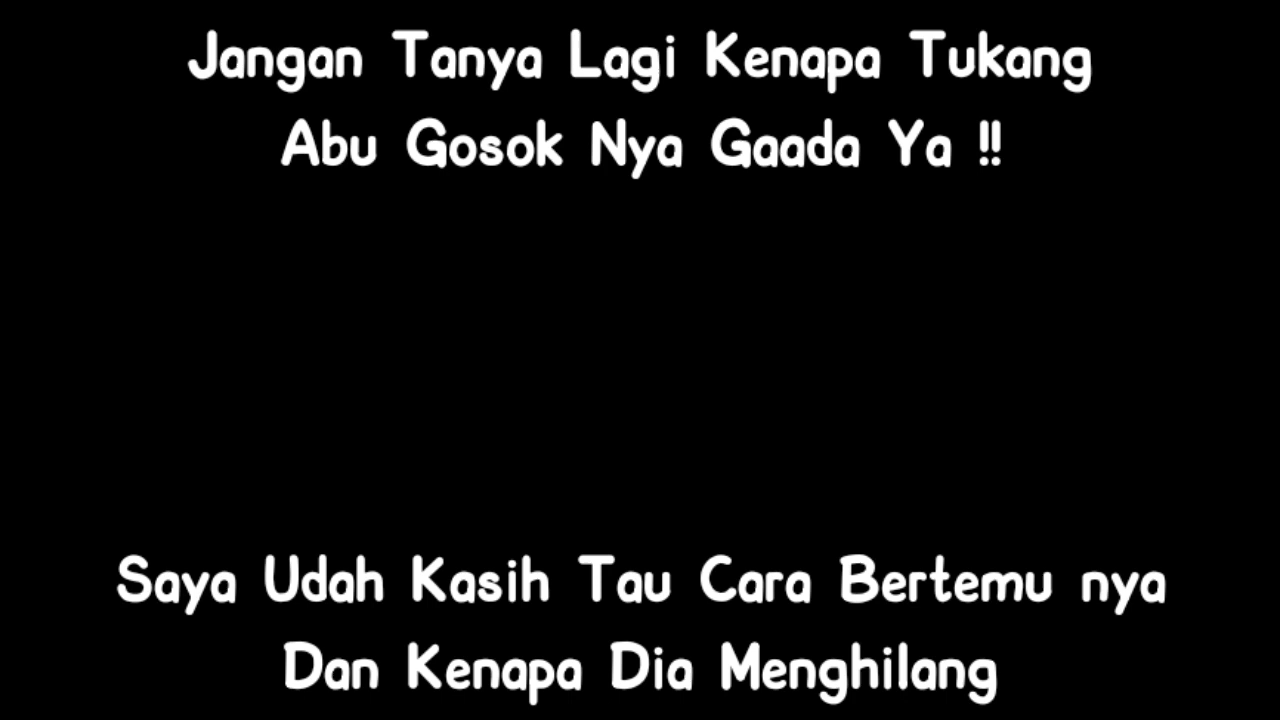 Jangan Tanya Lagi Kenapa Tukang
Abu Gosok Nya Gaada Ya !!
Saya Udah Kasih Tau Cara Bertemu nya
Dan Kenapa Dia Menghilang